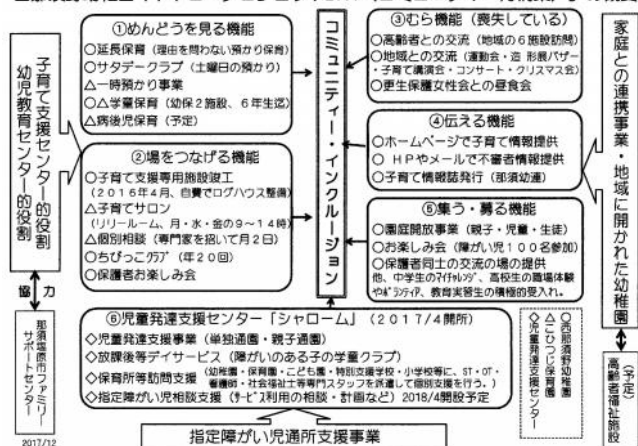 ①めんどうを見る機能
○延長保育(理由を問わない預かり保育)
○サタデークラブ(土曜日の預かり)
△一時預かり事業
○△学童保育(幼保2施設、6年生迄)
△病後児保育(予定)
②場をつなげる機能
○子育て支援専用施設竣工
(2016年4月、自費でログハウス整備)
△子育てサロン
(リリールーム、月・水・金の9~14時)
△個別相談(専門家を招いて月2日)
○ちびっこクラブ(年20回)
○保護者お楽しみ会
コミュニティー・インクルージョン
③むら機能(喪失している)
○高齢者との交流(地域の6施設訪問)
○地域との交流(運動会・造形展バザー
・子育て講演会・コンサート・クリスマス会)
○更生保護女性会との昼食会
④伝える機能
○ホームページで子育て情報提供
○HPやメールで不審者情報提供
○子育て情報誌発行(那須幼連)
⑤集う・募る機能
○園庭開放事業(親子・児童・生徒)
○お楽しみ会(障がい児100名参加)
○保護者同士の交流の場の提供
他、中学生のマイチャレンジ、高校生の職場体験
やボランティア、教育実習生の積極的受入れ。
子育て支援センター的役割
幼児教育センター的役割
協力
那須塩原市ファミリー
サポートセンター
家庭との連携事業・地域に開かれた幼稚園
(予定)
高齢者福祉施設
○西那須野幼稚園
△こひつじ保育園
◇児童発達支援センター
⑥児童発達支援センター「シャローム」(2017/4開所)
◇児童発達支援事業(単独通園・親子通園)
◇放課後等デイサービス(障がいのある子の学童クラブ)
◇保育所等訪問支援(幼稚園・保育園・こども園・特別支援学校・小学校等に、ST・OT・
看護師・社会福祉士等専門スタッフを派遣して個別支援を行う。)
◇指定障がい児相談支援(サービス利用の相談・計画など)2018/4開設予定
指定障がい児通所支援事業
2017/12